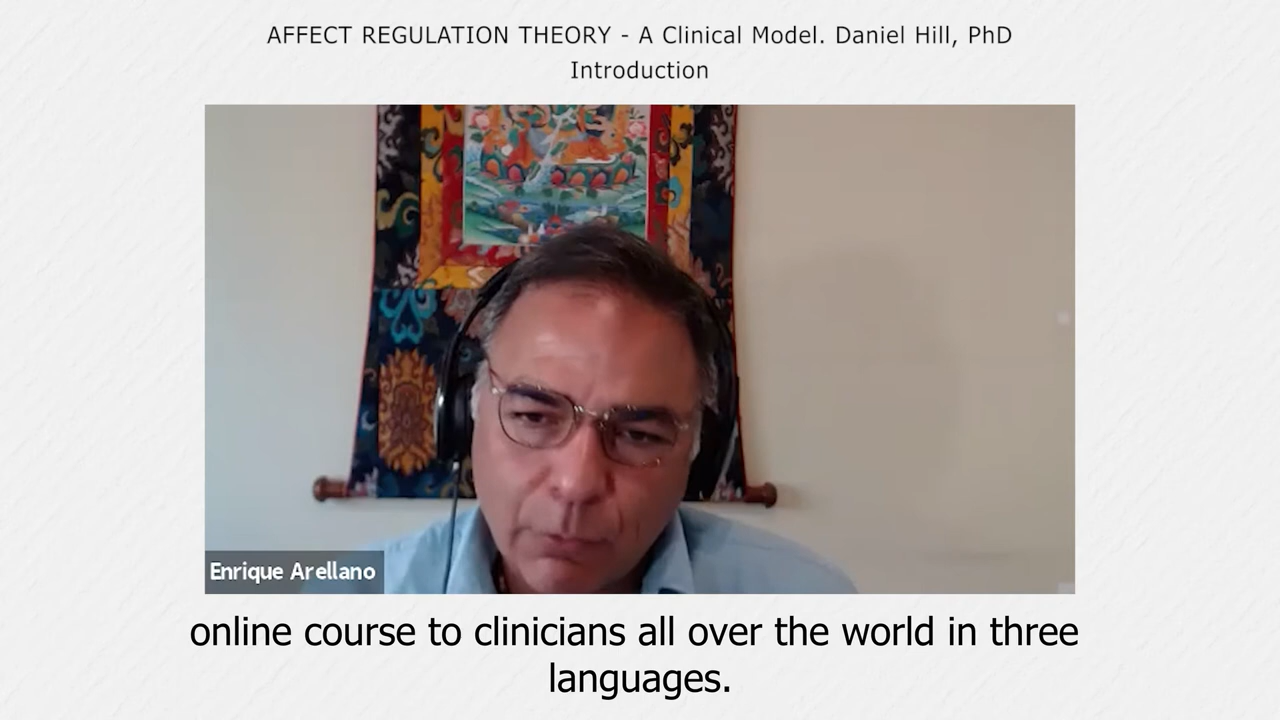 AFFECT REGULATION THEORY - A Clinical Model. Daniel Hill, PhD
Introduction
Enrique Arellano
online course to clinicians all over the world in three
languages.